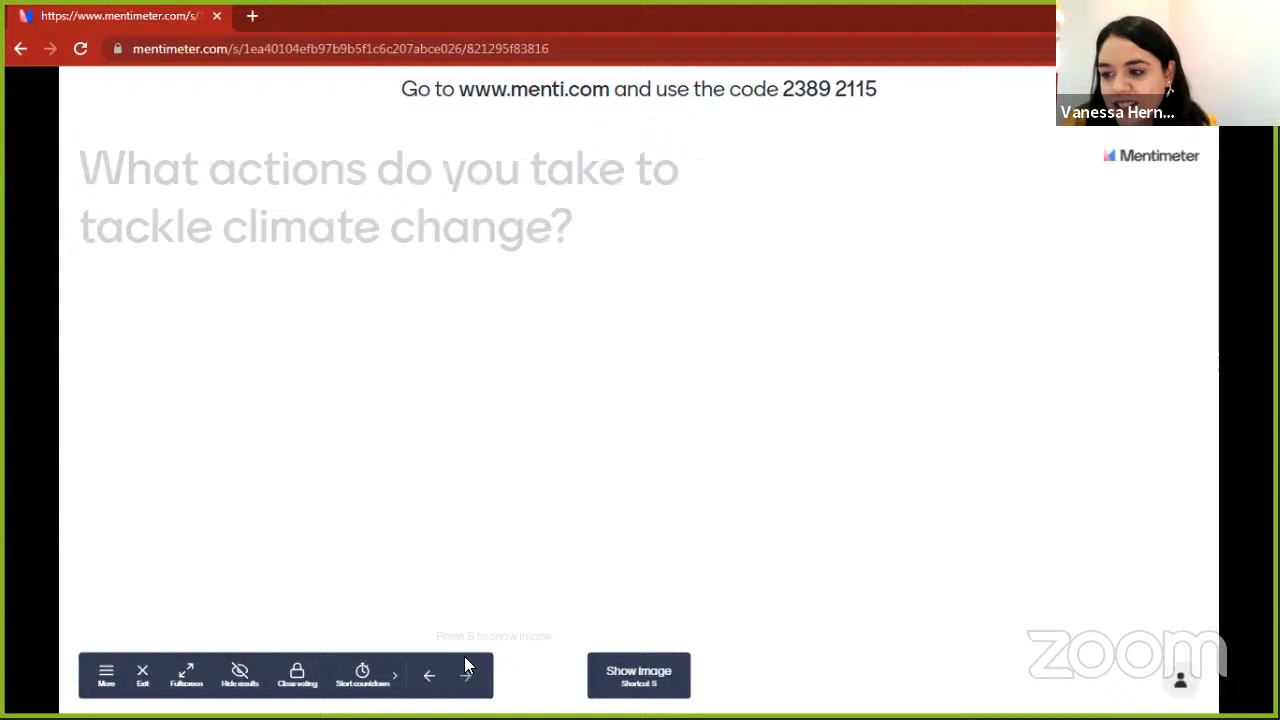 https://www.mentimeter.com/s/
mentimeter.com/s/1ea40104efb97b9b5f1c6c207abce026/821295f83816
Go to www.menti.com and use the code 2389 2115
Vanessa Hern...
Mentimeter
What actions do you take to
tackle climate change?
Press S to show image
More
Exit
Fullscreen
Hide results
Close voting
Start countdown
Show image
Shortcut S
zoom